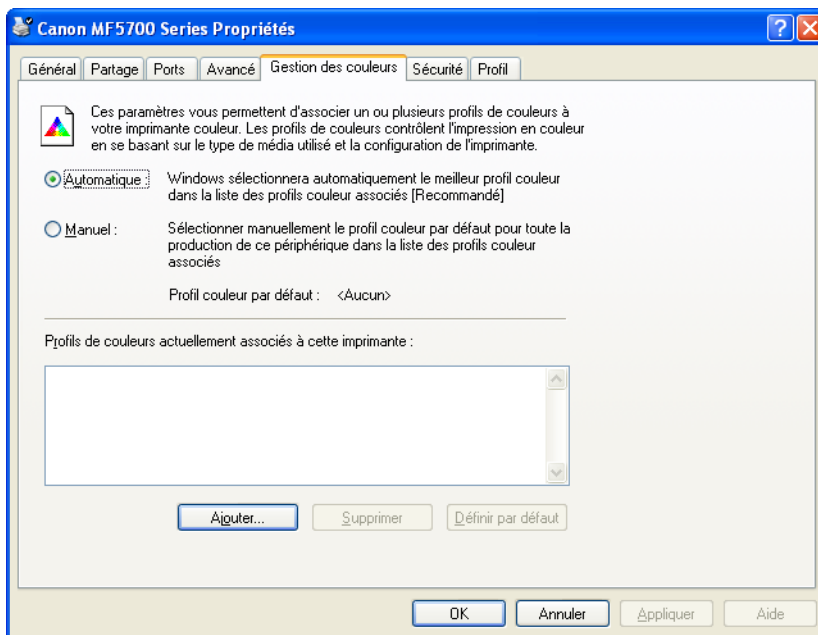 Canon MF5700 Series Propriétés
Général Partage Ports Avancé Gestion des couleurs Sécurité Profil
Ces paramètres vous permettent d'associer un ou plusieurs profils de couleurs à
votre imprimante couleur. Les profils de couleurs contrôlent l'impression en couleur
en se basant sur le type de média utilisé et la configuration de l'imprimante.
Automatique : Windows sélectionnera automatiquement le meilleur profil couleur
dans la liste des profils couleur associés [Recommandé]
Manuel : Sélectionner manuellement le profil couleur par défaut pour toute la
production de ce périphérique dans la liste des profils couleur
associés
Profil couleur par défaut : <Aucun>
Profils de couleurs actuellement associés à cette imprimante :
Ajouter... Supprimer Définir par défaut
OK Annuler Appliquer Aide